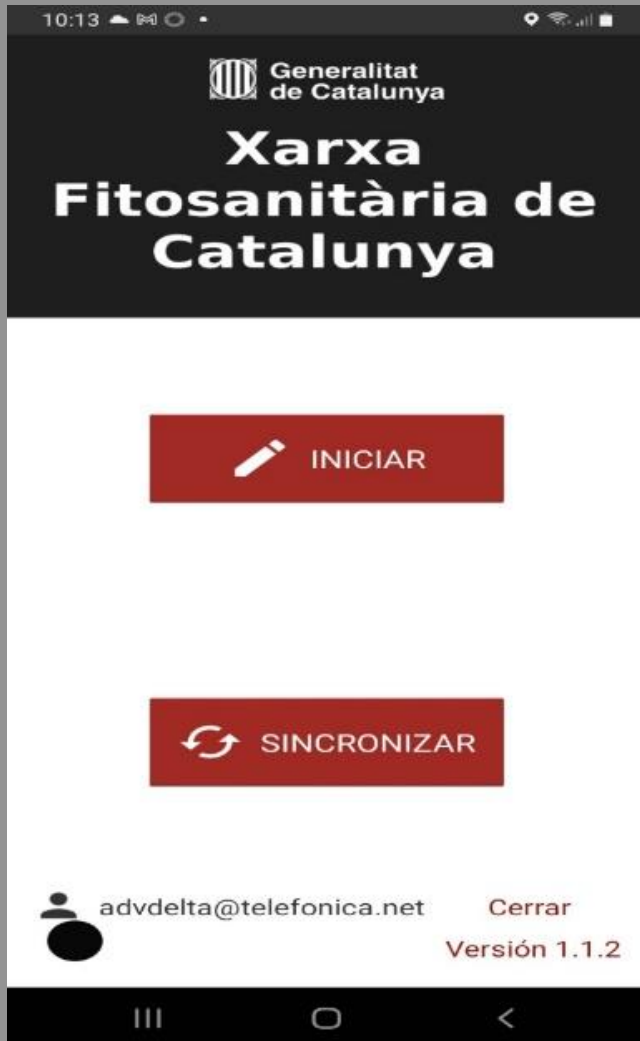 10:13
Generalitat
de Catalunya
Xarxa
Fitosanitària de
Catalunya
INICIAR
SINCRONIZAR
advdelta@telefonica.net Cerrar
Versión 1.1.2